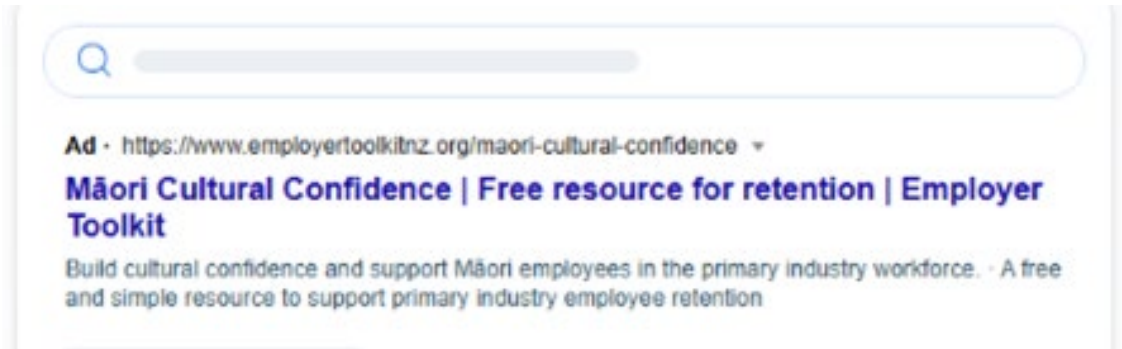 Ad · https://www.employertoolkitnz.org/maori-cultural-confidence
Māori Cultural Confidence | Free resource for retention | Employer
Toolkit
Build cultural confidence and support Māori employees in the primary industry workforce. · A free
and simple resource to support primary industry employee retention